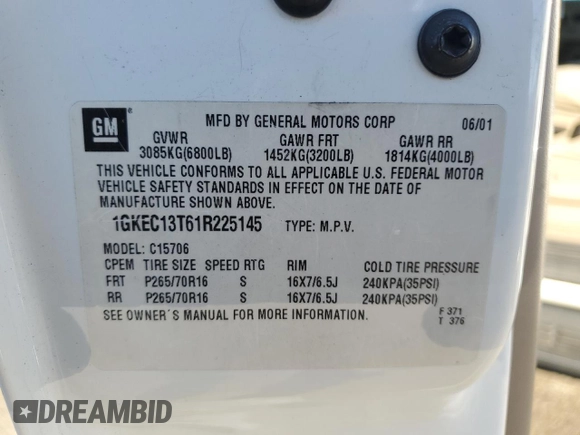 GM
®
MFD BY GENERAL MOTORS CORP 06/01
GVWR GAWR FRT GAWR RR
3085KG(6800LB) 1452KG(3200LB) 1814KG(4000LB)
THIS VEHICLE CONFORMS TO ALL APPLICABLE U.S. FEDERAL MOTOR
VEHICLE SAFETY STANDARDS IN EFFECT ON THE DATE OF
MANUFACTURE SHOWN ABOVE.
1GKEC13T61R225145 TYPE: M.P.V.
MODEL: C15706
CPEM TIRE SIZE SPEED RTG RIM COLD TIRE PRESSURE
FRT P265/70R16 S 16X7/6.5J 240KPA(35PSI)
RR P265/70R16 S 16X7/6.5J 240KPA(35PSI)
SEE OWNER´S MANUAL FOR MORE INFORMATION.
F 371
T 376
DREAMBID